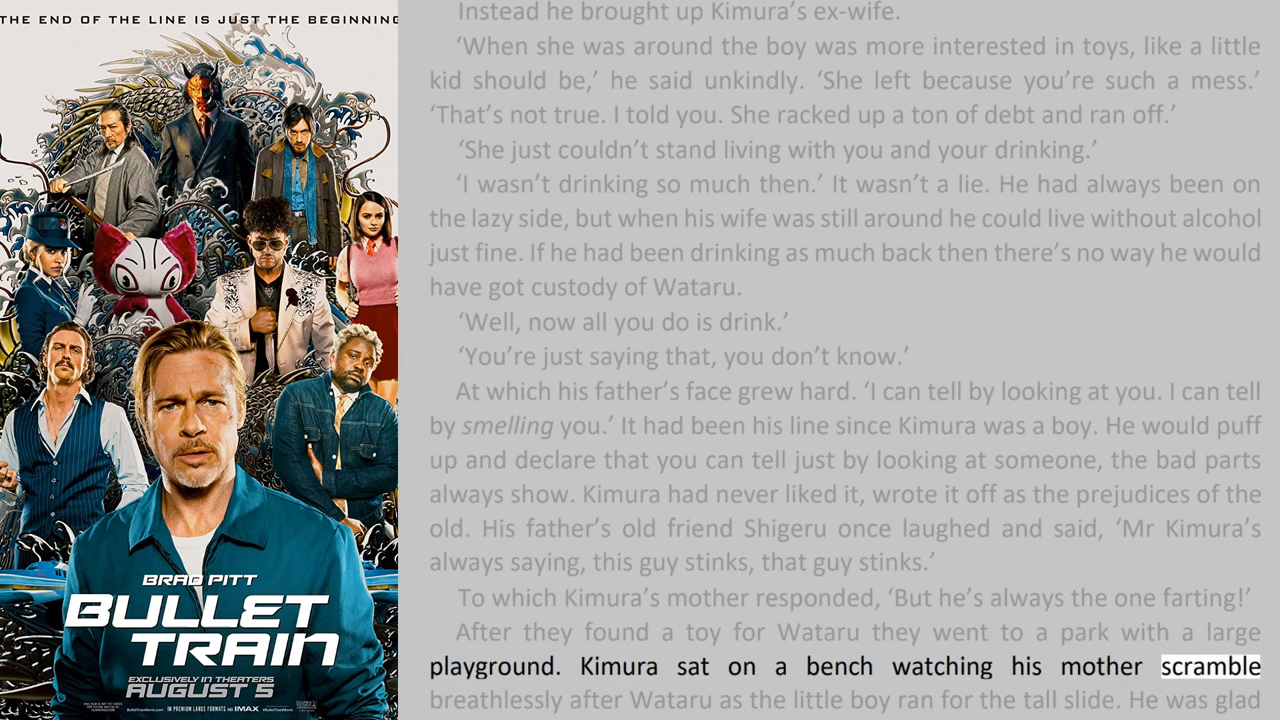 THE END OF THE LINE IS JUST THE BEGINNING
BRAD PITT
BULLET
TRAIN
EXCLUSIVELY IN THEATERS
AUGUST 5
BulletTrainMovie.com
IN PREMIUM LARGE FORMATS and IMAX
#BulletTrainMovie
Instead he brought up Kimura’s ex-wife.
‘When she was around the boy was more interested in toys, like a little
kid should be,’ he said unkindly. ‘She left because you’re such a mess.’
‘That’s not true. I told you. She racked up a ton of debt and ran off.’
‘She just couldn’t stand living with you and your drinking.’
‘I wasn’t drinking so much then.’ It wasn’t a lie. He had always been on
the lazy side, but when his wife was still around he could live without alcohol
just fine. If he had been drinking as much back then there’s no way he would
have got custody of Wataru.
‘Well, now all you do is drink.’
‘You’re just saying that, you don’t know.’
At which his father’s face grew hard. ‘I can tell by looking at you. I can tell
by smelling you.’ It had been his line since Kimura was a boy. He would puff
up and declare that you can tell just by looking at someone, the bad parts
always show. Kimura had never liked it, wrote it off as the prejudices of the
old. His father’s old friend Shigeru once laughed and said, ‘Mr Kimura’s
always saying, this guy stinks, that guy stinks.’
To which Kimura’s mother responded, ‘But he’s always the one farting!’
After they found a toy for Wataru they went to a park with a large
playground. Kimura sat on a bench watching his mother scramble
breathlessly after Wataru as the little boy ran for the tall slide. He was glad